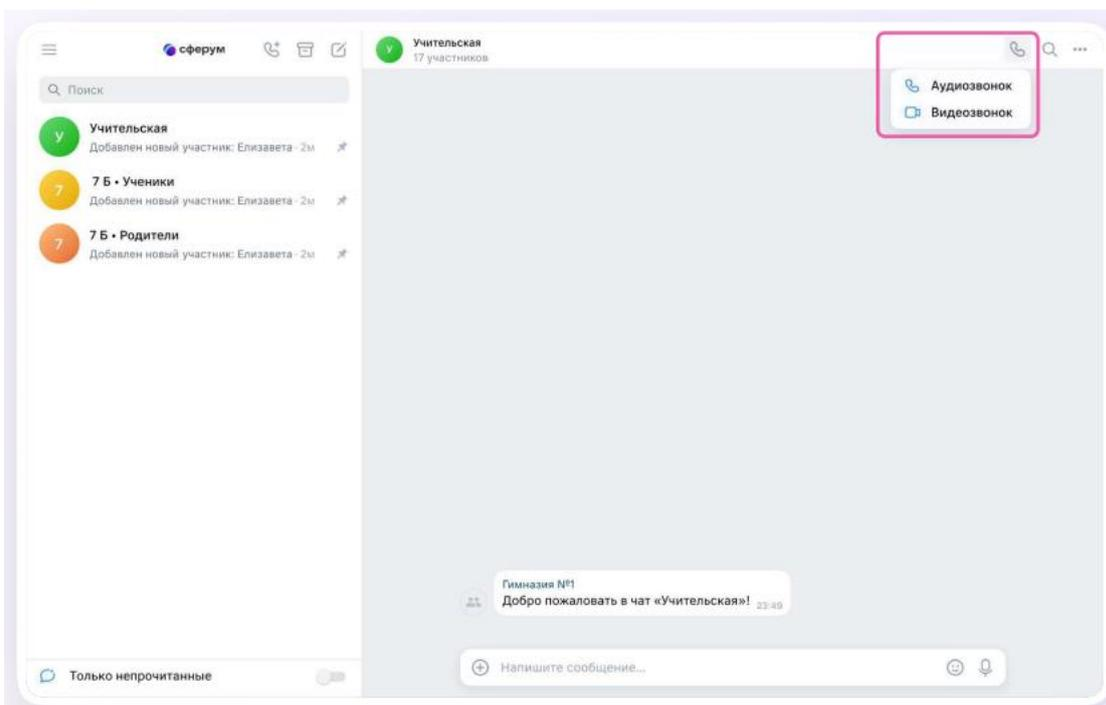 сферум
Поиск
Учительская
Добавлен новый участник: Елизавета · 2м
7 Б • Ученики
Добавлен новый участник: Елизавета · 2м
7 Б • Родители
Добавлен новый участник: Елизавета · 2м
Только непрочитанные
У
7
7
У
Учительская
17 участников
Аудиозвонок
Видеозвонок
Гимназия №1
Добро пожаловать в чат «Учительская»! 23:49
Напишите сообщение...